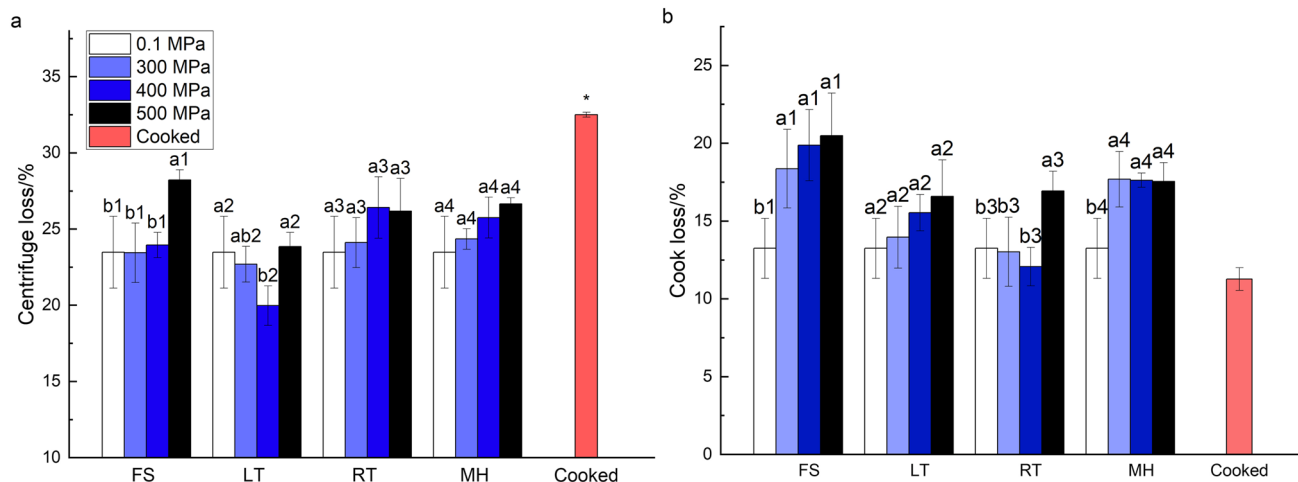 a
Centrifuge loss/%
40
35
30
25
20
15
10
0.1 MPa
300 MPa
400 MPa
500 MPa
Cooked
b1
b1
b1
a1
a2
ab2
b2
a2
a3
a3
a3
a3
a4
a4
a4
a4
*
FS
LT
RT
MH
Cooked
b
Cook loss/%
25
20
15
10
5
0
b1
a1
a1
a1
a2
a2
a2
a2
b3
b3
b3
a3
b4
a4
a4
a4
FS
LT
RT
MH
Cooked